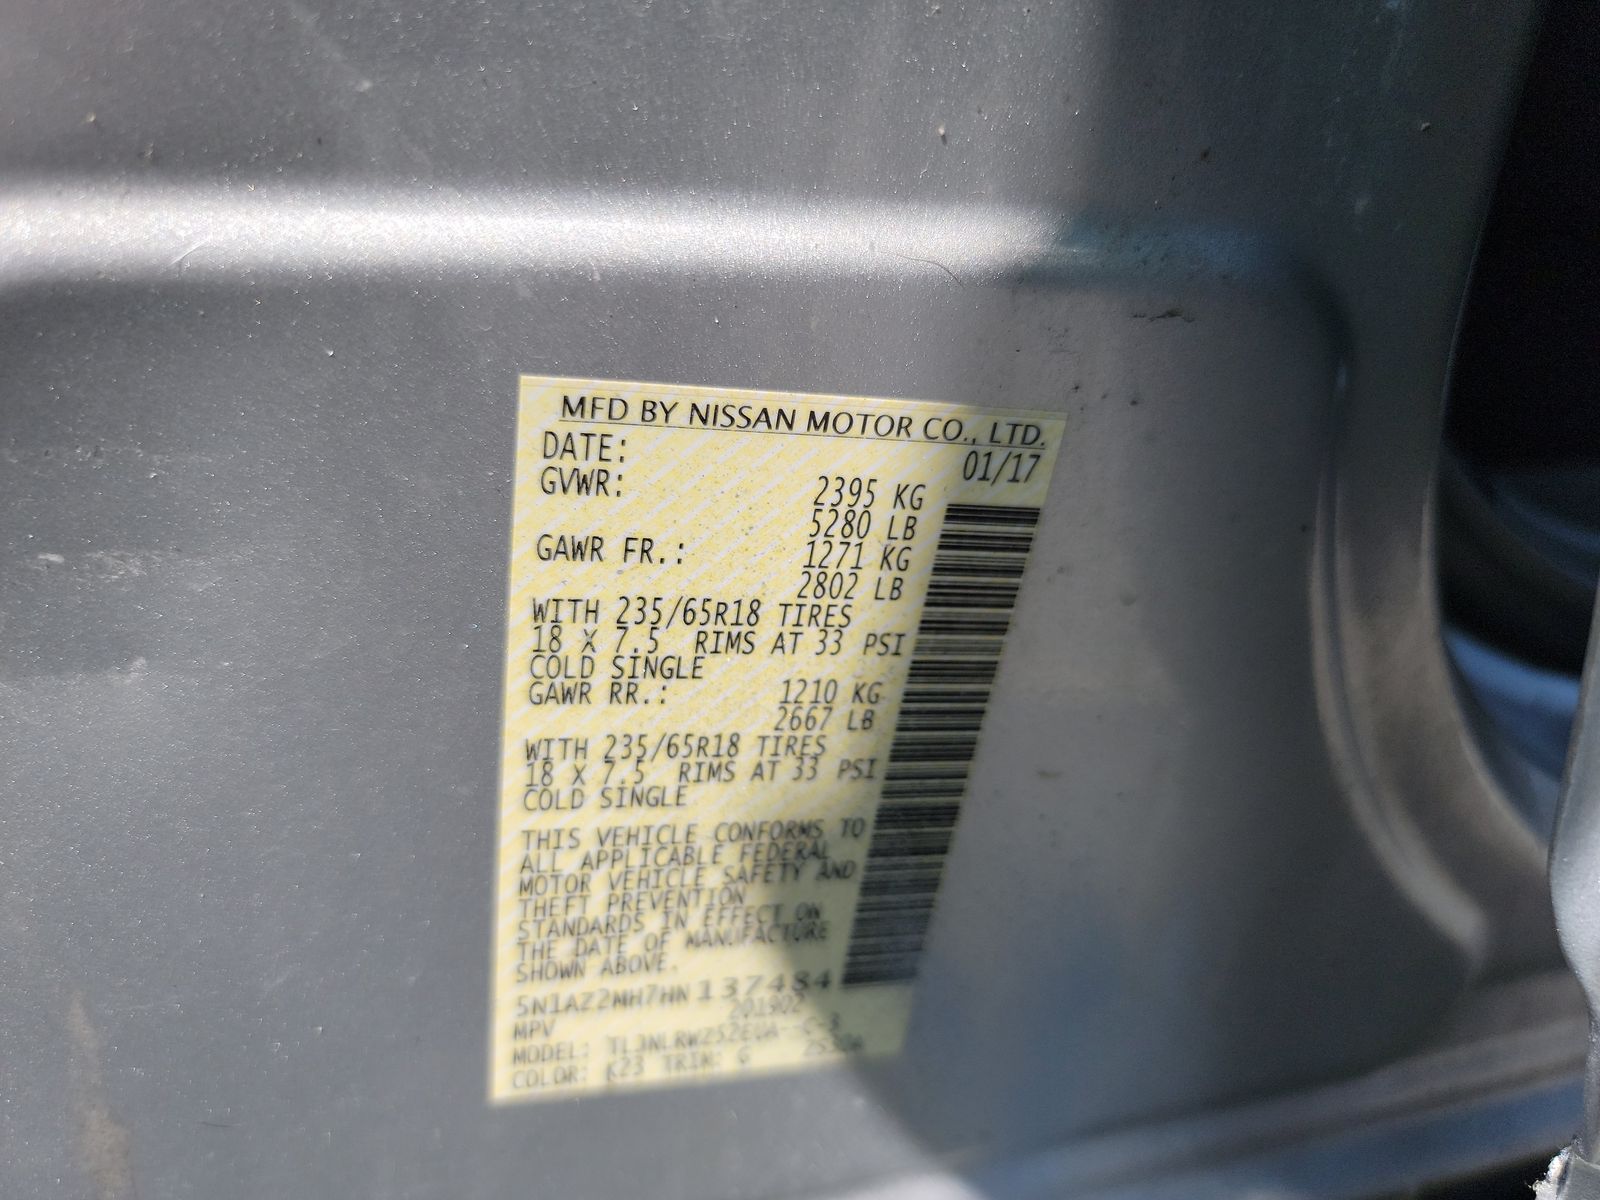 MFD BY NISSAN MOTOR CO., LTD.
DATE: 01/17
GVWR: 2395 KG
5280 LB
GAWR FR.: 1271 KG
2802 LB
WITH 235/65R18 TIRES
18 X 7.5 RIMS AT 33 PSI
COLD SINGLE
GAWR RR.: 1210 KG
2667 LB
WITH 235/65R18 TIRES
18 X 7.5 RIMS AT 33 PSI
COLD SINGLE
THIS VEHICLE CONFORMS TO
ALL APPLICABLE FEDERAL
MOTOR VEHICLE SAFETY AND
THEFT PREVENTION
STANDARDS IN EFFECT ON
THE DATE OF MANUFACTURE
SHOWN ABOVE.
5N1AZ2MH7HN137484
MPV
MODEL:
COLOR: K23 TRIM: G